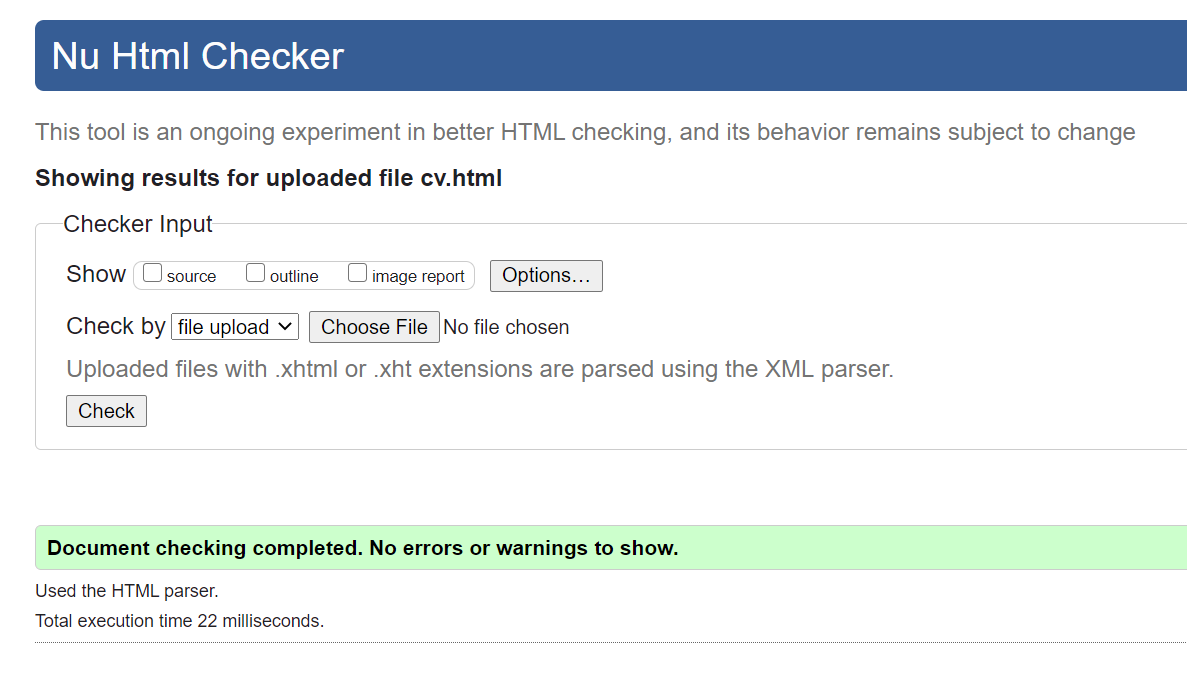 Nu Html Checker
This tool is an ongoing experiment in better HTML checking, and its behavior remains subject to change
Showing results for uploaded file cv.html
Checker Input
Show source outline image report Options...
Check by file upload Choose File No file chosen
Uploaded files with .xhtml or .xht extensions are parsed using the XML parser.
Check
Document checking completed. No errors or warnings to show.
Used the HTML parser.
Total execution time 22 milliseconds.